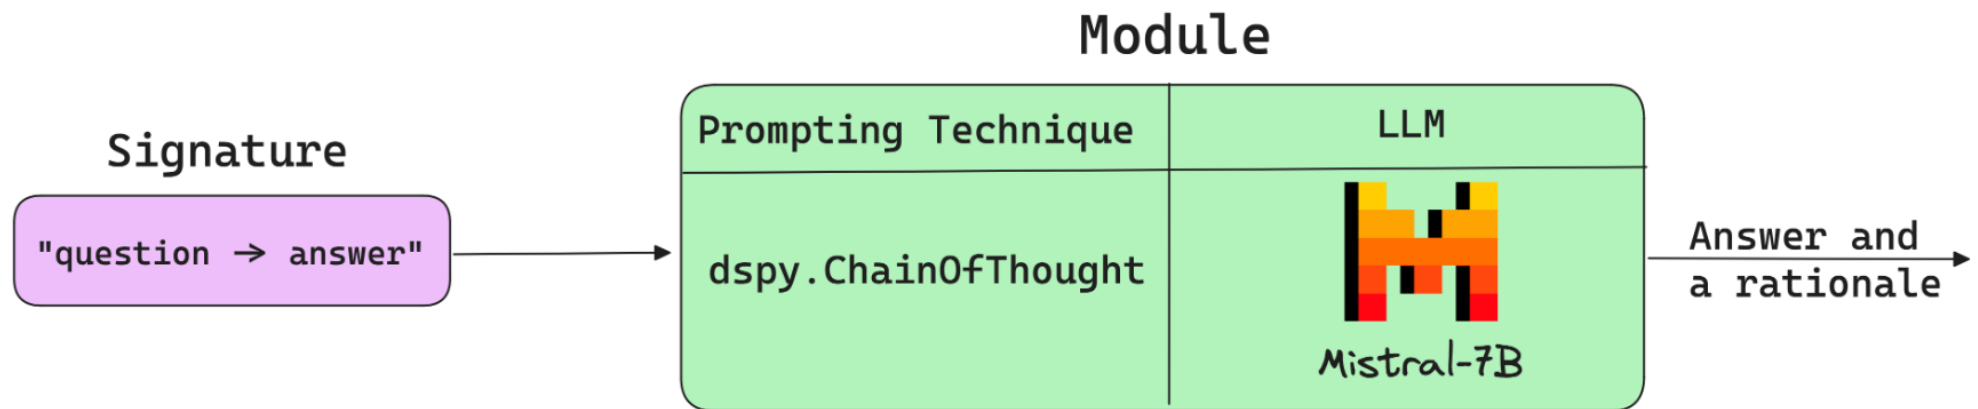 Module
Signature
"question → answer"
Prompting Technique
LLM
dspy.ChainOfThought
Mistral-7B
Answer and
a rationale